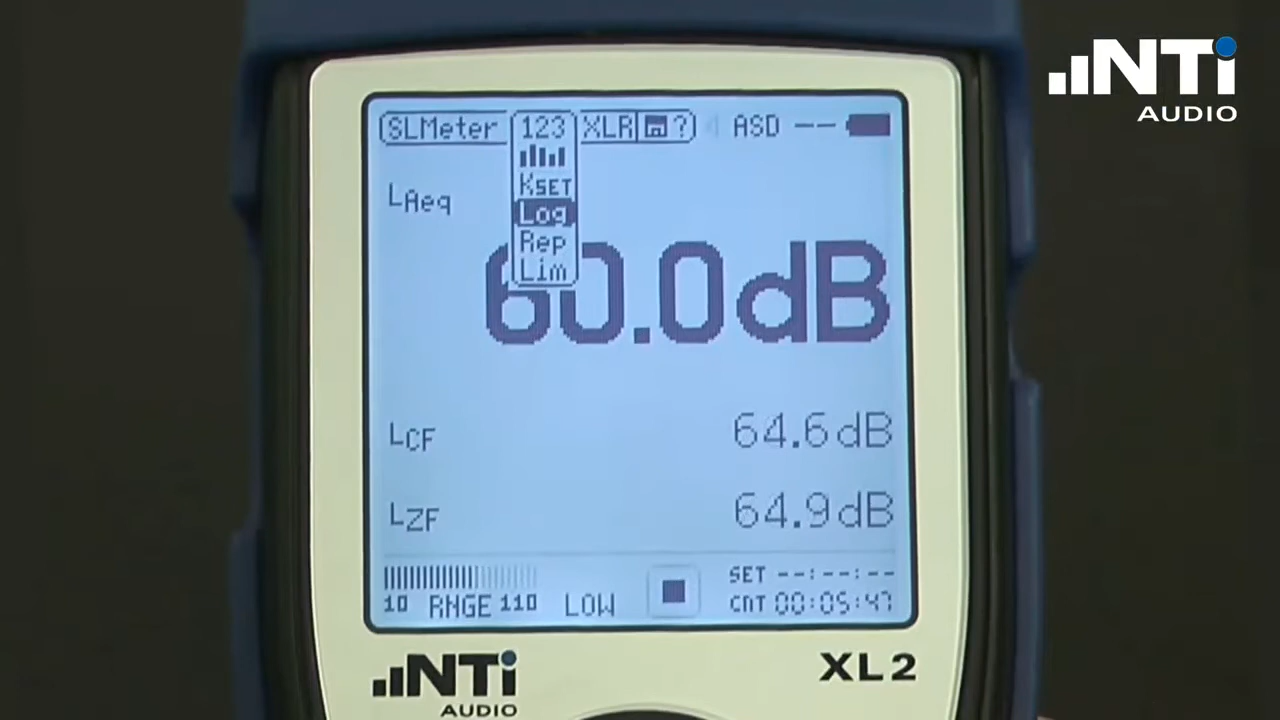 NTi
AUDIO
SLMeter 123 XLR ? ASD -- 
KSET
Log
Rep
Lim
LAeq
60.0dB
LCF 64.6dB
LZF 64.9dB
SET --:--:--
10 RNGE 110 LOW CNT 00:05:47
NTi
AUDIO
XL2